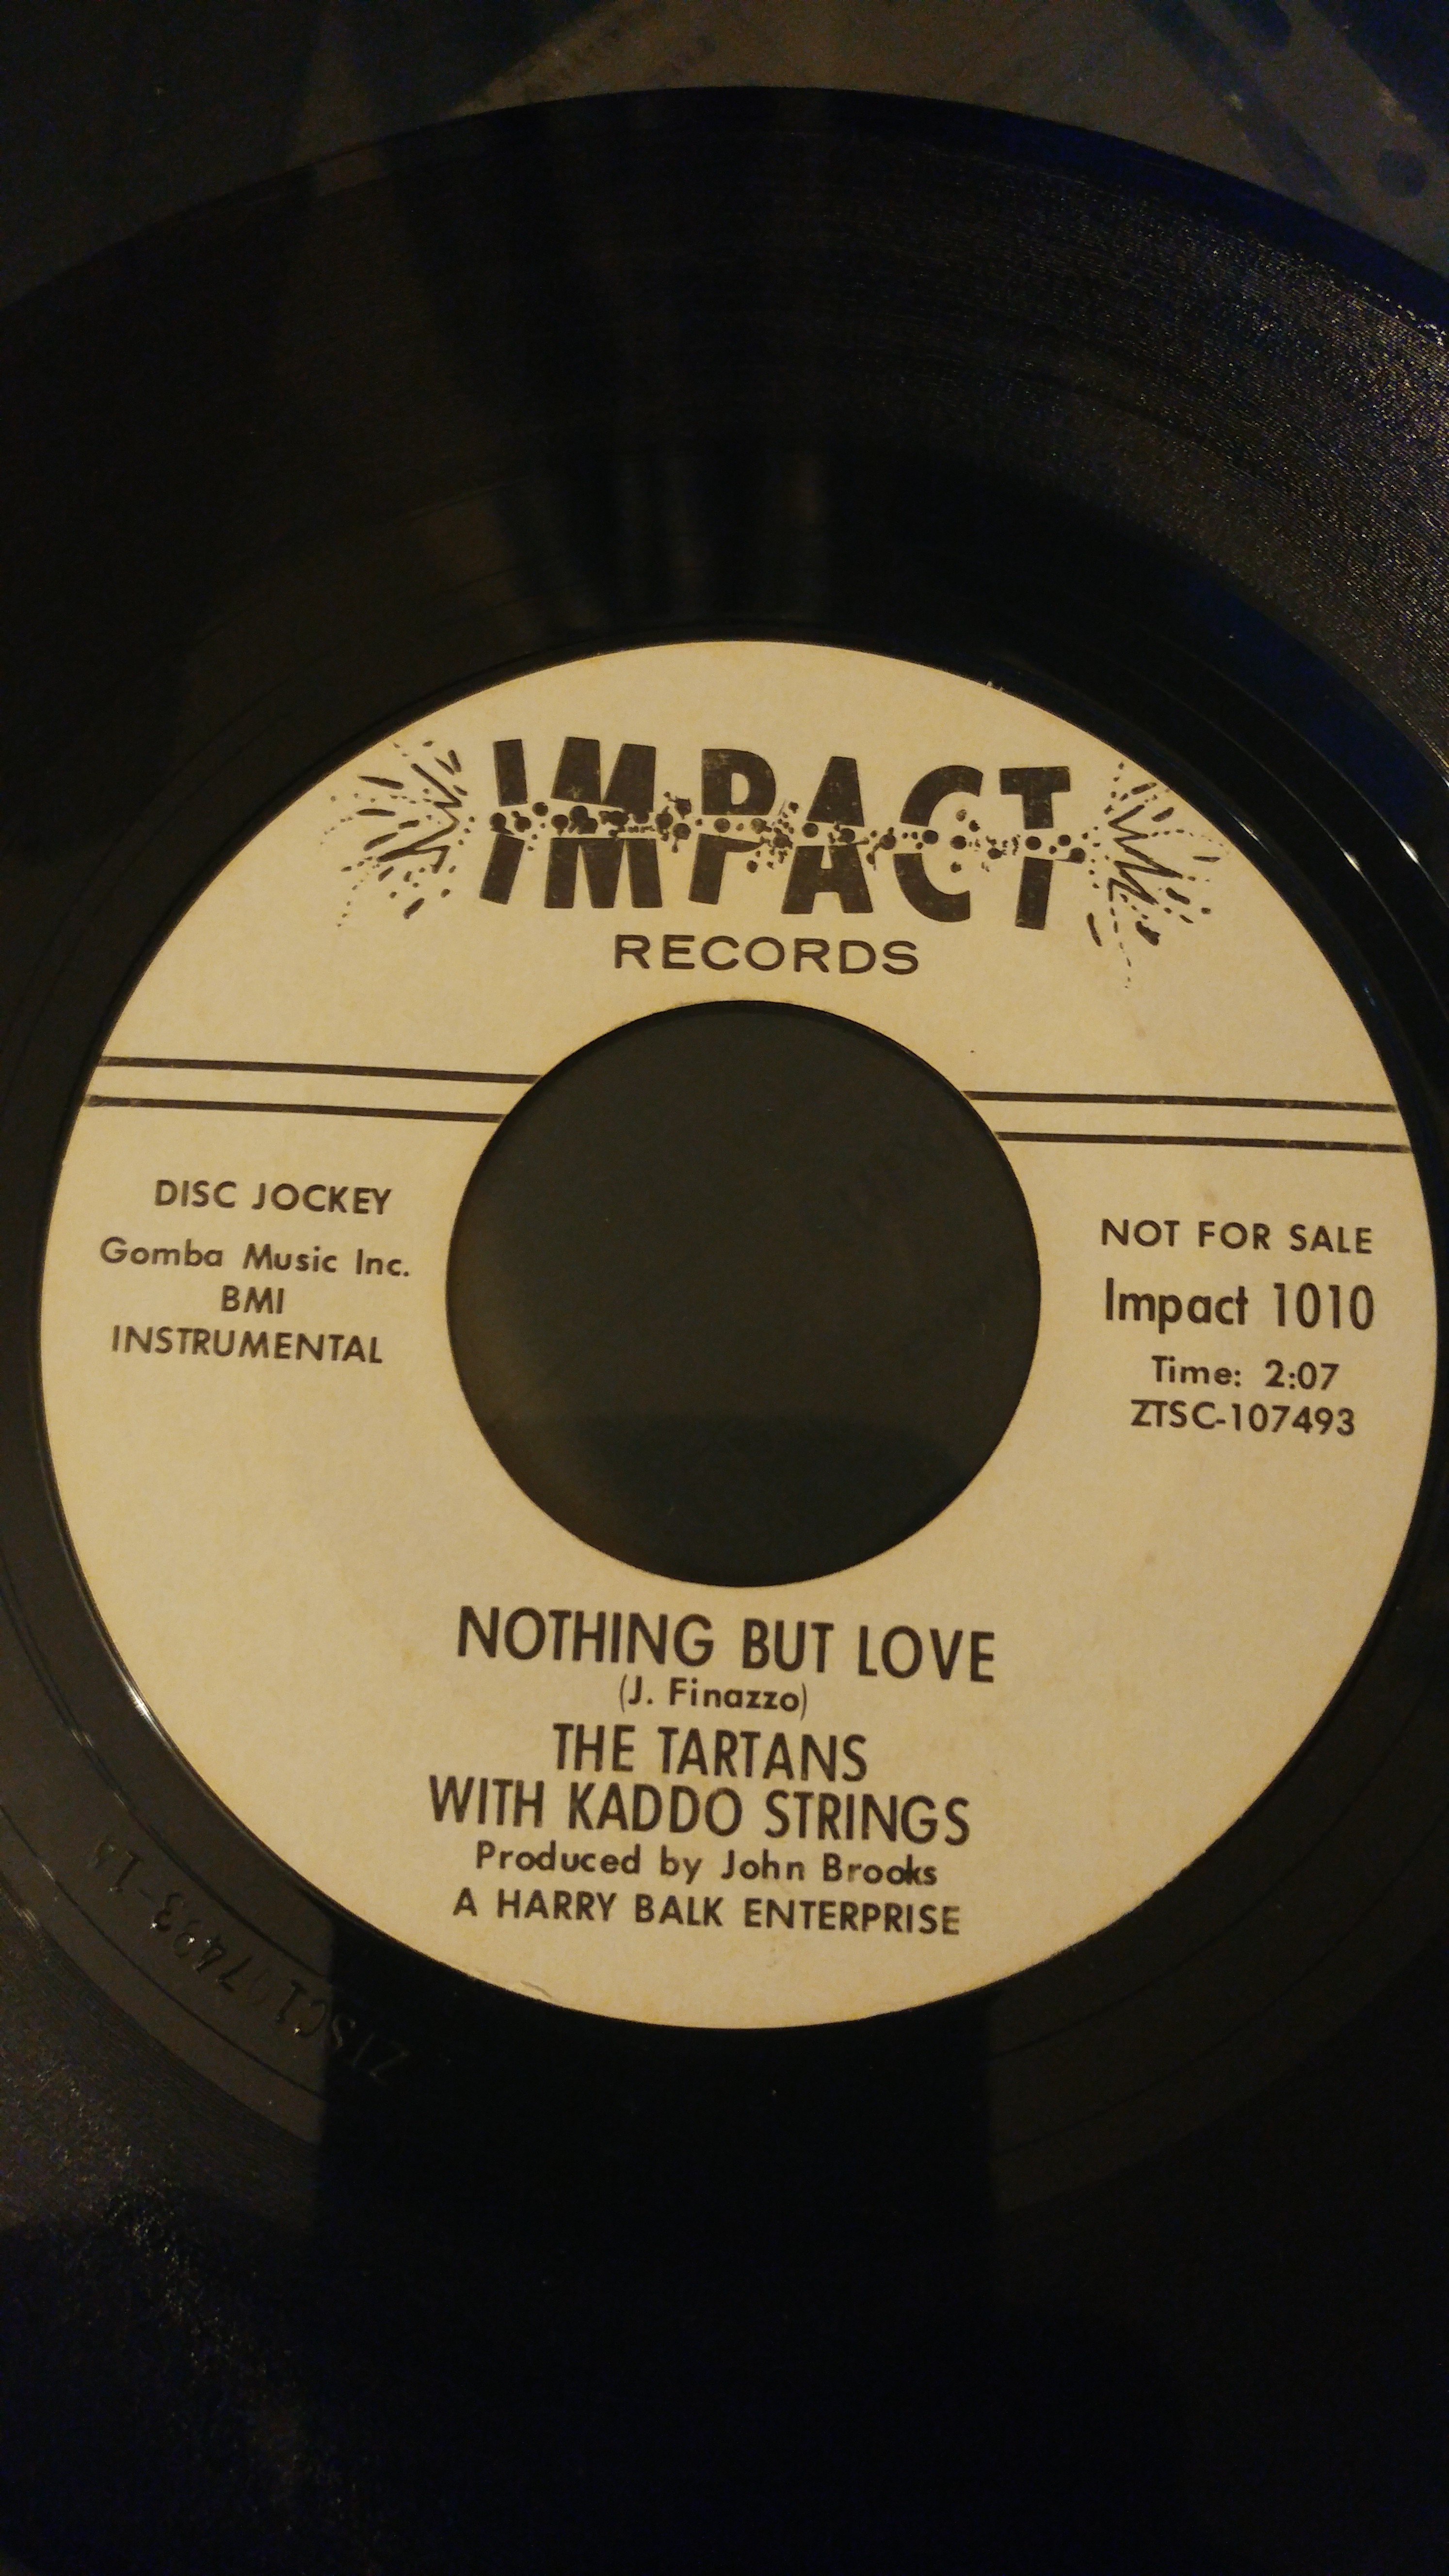 IMPACT
RECORDS
DISC JOCKEY
Gomba Music Inc.
BMI
INSTRUMENTAL
NOT FOR SALE
Impact 1010
Time: 2:07
ZTSC-107493
NOTHING BUT LOVE
(J. Finazzo)
THE TARTANS
WITH KADDO STRINGS
Produced by John Brooks
A HARRY BALK ENTERPRISE